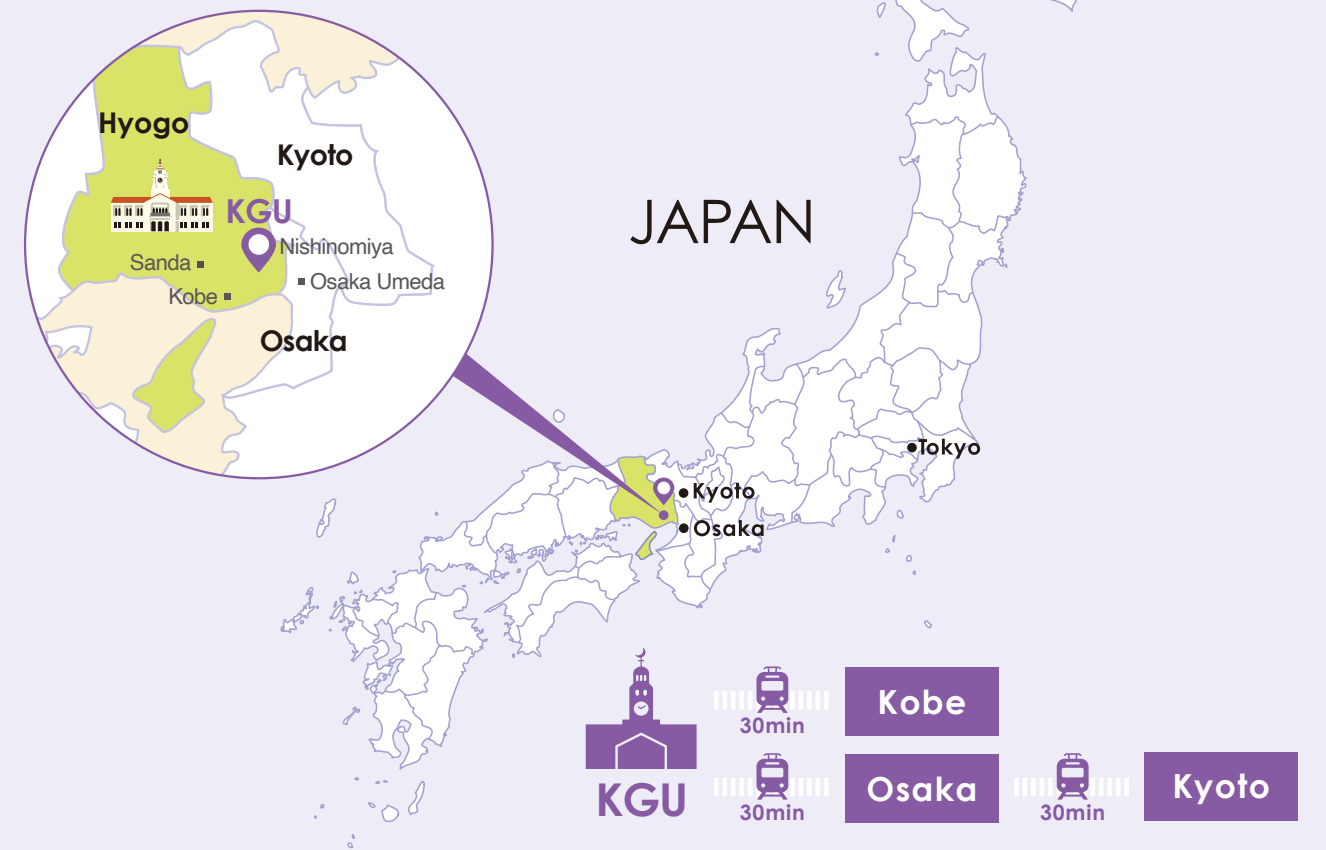 Hyogo
Kyoto
KGU
Nishinomiya
Sanda
Osaka Umeda
Kobe
Osaka
JAPAN
Tokyo
Kyoto
Osaka
KGU
30min
Kobe
30min
Osaka
30min
Kyoto